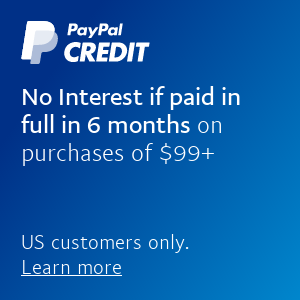 PayPal
CREDIT
No Interest if paid in
full in 6 months on
purchases of $99+
US customers only.
Learn more